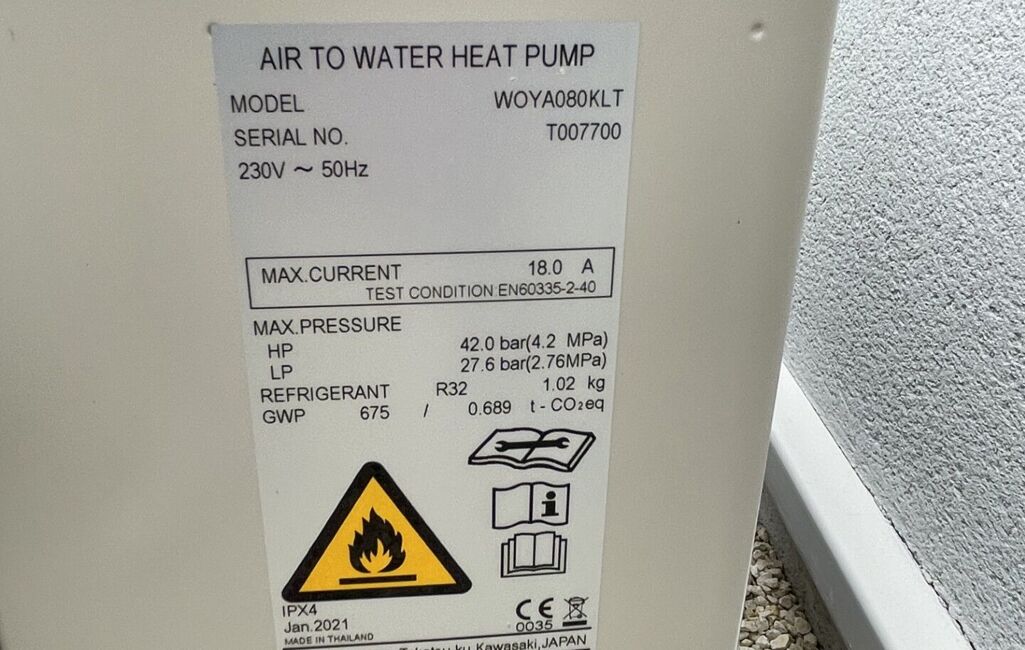 AIR TO WATER HEAT PUMP
MODEL WOYA080KLT
SERIAL NO. T007700
230V ~ 50Hz
MAX.CURRENT 18.0 A
TEST CONDITION:EN60335-2-40
MAX.PRESSURE
HP 42.0 bar(4.2 MPa)
LP 27.6 bar(2.76MPa)
REFRIGERANT R32 1.02 kg
GWP 675 / 0.689 t - CO₂eq
IPX4
Jan.2021
CE
0035
MADE IN THAILAND
Kawasaki,JAPAN